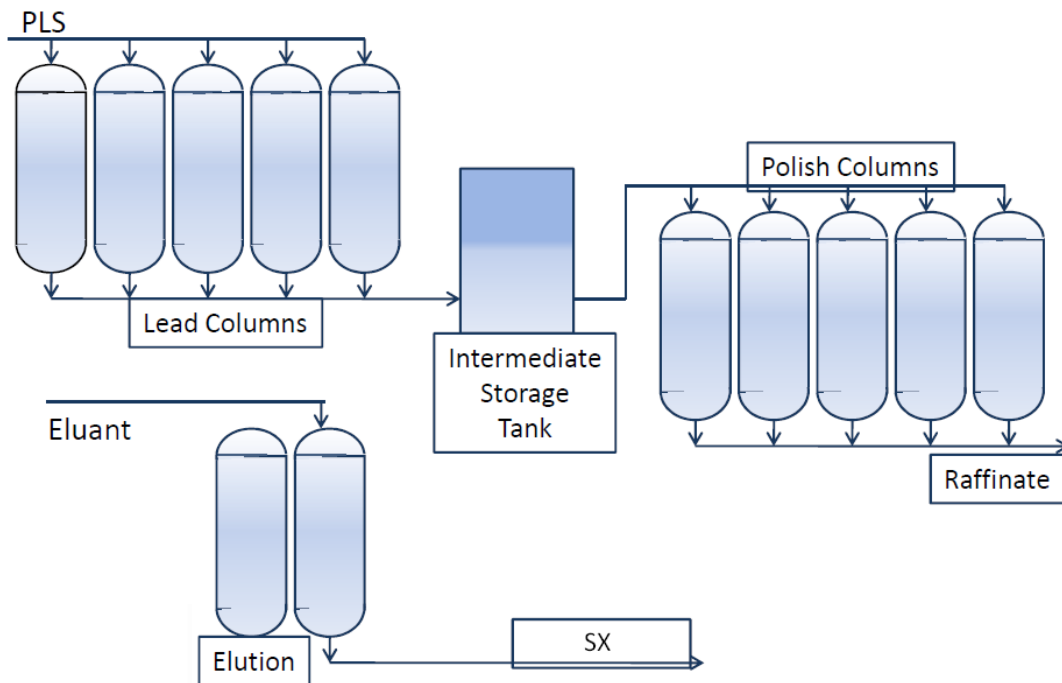 PLS
Polish Columns
Lead Columns
Intermediate
Storage
Tank
Eluant
Raffinate
Elution
SX